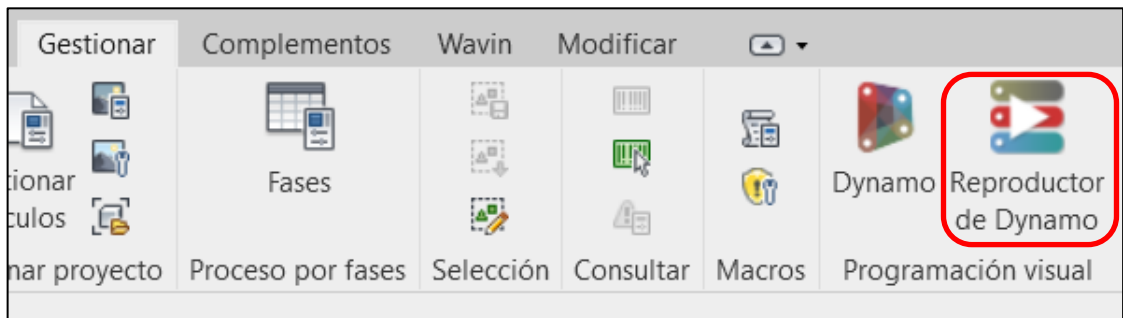 Gestionar Complementos Wavin Modificar
Fases
Dynamo
Reproductor
de Dynamo
tionar
culos
nar proyecto Proceso por fases Selección Consultar Macros Programación visual